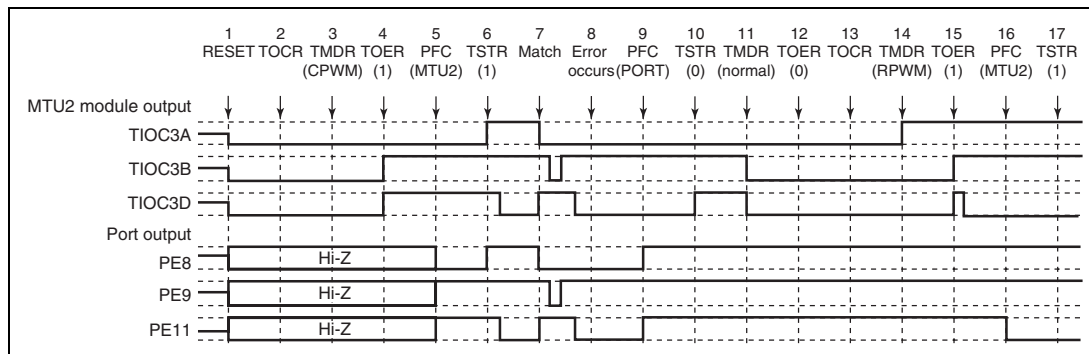 1 2 3 4 5 6 7 8 9 10 11 12 13 14 15 16 17
RESET TOCR TMDR TOER PFC TSTR Match Error PFC TSTR TMDR TOER TOCR TMDR TOER PFC TSTR
(CPWM) (1) (MTU2) (1) occurs (PORT) (0) (normal) (0) (RPWM) (1) (MTU2) (1)
MTU2 module output
TIOC3A
TIOC3B
TIOC3D
Port output
PE8 Hi-Z
PE9 Hi-Z
PE11 Hi-Z